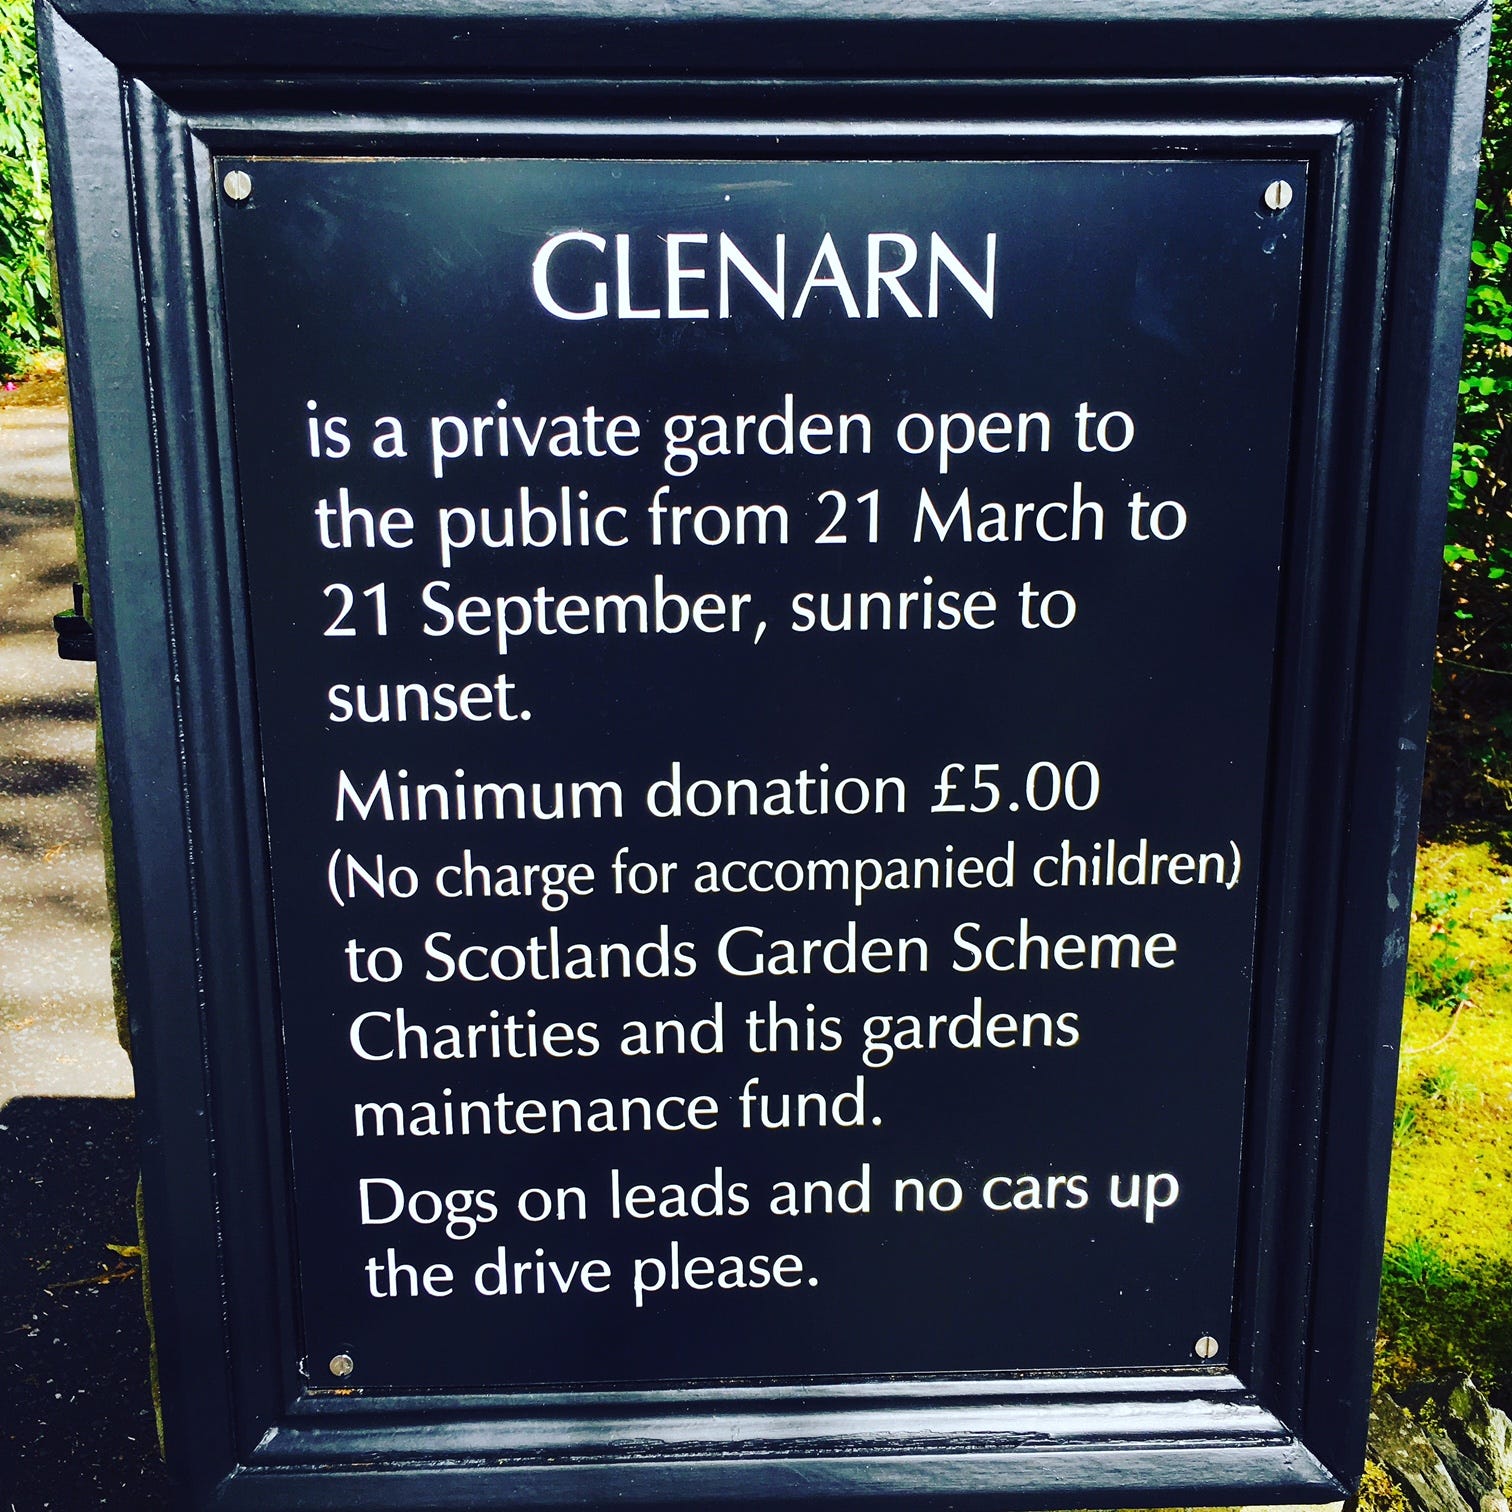 GLENARN
is a private garden open to
the public from 21 March to
21 September, sunrise to
sunset.
Minimum donation £5.00
(No charge for accompanied children)
to Scotlands Garden Scheme
Charities and this gardens
maintenance fund.
Dogs on leads and no cars up
the drive please.